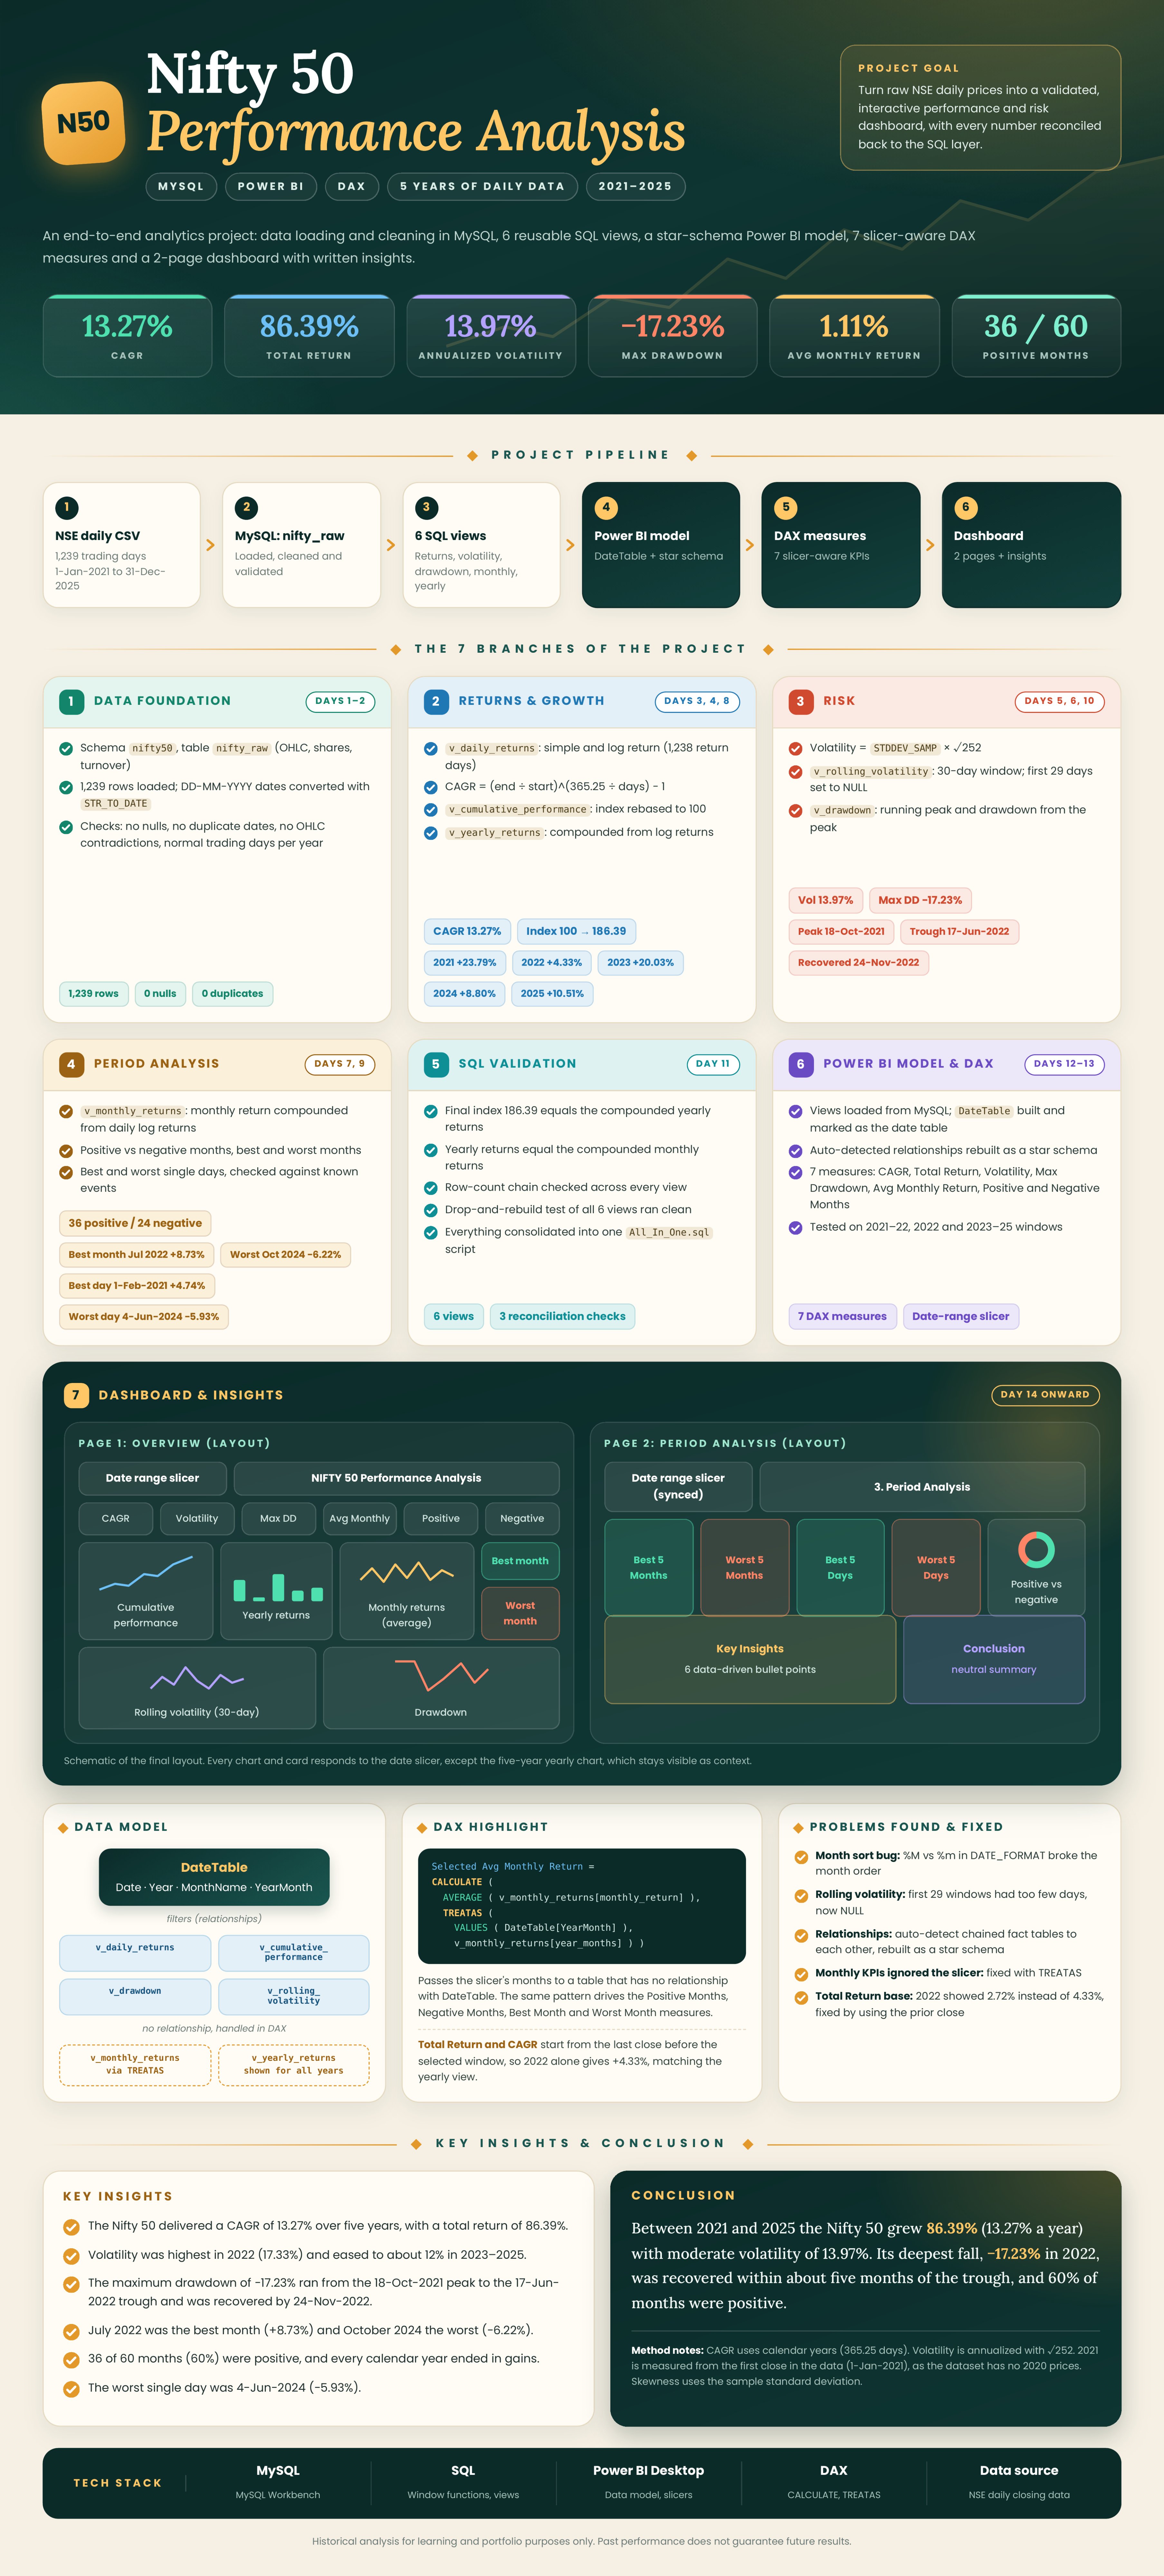 N50
Nifty 50
Performance Analysis
MYSQL
POWER BI
DAX
5 YEARS OF DAILY DATA
2021–2025
PROJECT GOAL
Turn raw NSE daily prices into a validated,
interactive performance and risk
dashboard, with every number reconciled
back to the SQL layer.
An end-to-end analytics project: data loading and cleaning in MySQL, 6 reusable SQL views, a star-schema Power BI model, 7 slicer-aware DAX
measures and a 2-page dashboard with written insights.
13.27%
CAGR
86.39%
TOTAL RETURN
13.97%
ANNUALIZED VOLATILITY
−17.23%
MAX DRAWDOWN
1.11%
AVG MONTHLY RETURN
36 / 60
POSITIVE MONTHS
PROJECT PIPELINE
1
NSE daily CSV
1,239 trading days
1-Jan-2021 to 31-Dec-
2025
2
MySQL: nifty_raw
Loaded, cleaned and
validated
3
6 SQL views
Returns, volatility,
drawdown, monthly,
yearly
4
Power BI model
DateTable + star schema
5
DAX measures
7 slicer-aware KPIs
6
Dashboard
2 pages + insights
THE 7 BRANCHES OF THE PROJECT
1 DATA FOUNDATION DAYS 1–2
Schema nifty50, table nifty_raw (OHLC, shares,
turnover)
1,239 rows loaded; DD-MM-YYYY dates converted with
STR_TO_DATE
Checks: no nulls, no duplicate dates, no OHLC
contradictions, normal trading days per year
1,239 rows 0 nulls 0 duplicates
2 RETURNS & GROWTH DAYS 3, 4, 8
v_daily_returns: simple and log return (1,238 return
days)
CAGR = (end ÷ start)^(365.25 ÷ days) - 1
v_cumulative_performance: index rebased to 100
v_yearly_returns: compounded from log returns
CAGR 13.27% Index 100 → 186.39
2021 +23.79% 2022 +4.33% 2023 +20.03%
2024 +8.80% 2025 +10.51%
3 RISK DAYS 5, 6, 10
Volatility = STDDEV_SAMP × √252
v_rolling_volatility: 30-day window; first 29 days
set to NULL
v_drawdown: running peak and drawdown from the
peak
Vol 13.97% Max DD -17.23%
Peak 18-Oct-2021 Trough 17-Jun-2022
Recovered 24-Nov-2022
4 PERIOD ANALYSIS DAYS 7, 9
v_monthly_returns: monthly return compounded
from daily log returns
Positive vs negative months, best and worst months
Best and worst single days, checked against known
events
36 positive / 24 negative
Best month Jul 2022 +8.73% Worst Oct 2024 -6.22%
Best day 1-Feb-2021 +4.74%
Worst day 4-Jun-2024 -5.93%
5 SQL VALIDATION DAY 11
Final index 186.39 equals the compounded yearly
returns
Yearly returns equal the compounded monthly
returns
Row-count chain checked across every view
Drop-and-rebuild test of all 6 views ran clean
Everything consolidated into one All_In_One.sql
script
6 views 3 reconciliation checks
6 POWER BI MODEL & DAX DAYS 12–13
Views loaded from MySQL; DateTable built and
marked as the date table
Auto-detected relationships rebuilt as a star schema
7 measures: CAGR, Total Return, Volatility, Max
Drawdown, Avg Monthly Return, Positive and Negative
Months
Tested on 2021–22, 2022 and 2023–25 windows
7 DAX measures Date-range slicer
7 DASHBOARD & INSIGHTS DAY 14 ONWARD
PAGE 1: OVERVIEW (LAYOUT)
Date range slicer NIFTY 50 Performance Analysis
CAGR Volatility Max DD Avg Monthly Positive Negative
Cumulative
performance
Yearly returns
Monthly returns
(average)
Best month
Worst
month
Rolling volatility (30-day)
Drawdown
PAGE 2: PERIOD ANALYSIS (LAYOUT)
Date range slicer
(synced)
3. Period Analysis
Best 5
Months
Worst 5
Months
Best 5
Days
Worst 5
Days
Positive vs
negative
Key Insights
6 data-driven bullet points
Conclusion
neutral summary
Schematic of the final layout. Every chart and card responds to the date slicer, except the five-year yearly chart, which stays visible as context.
DATA MODEL
DateTable
Date · Year · MonthName · YearMonth
filters (relationships)
v_daily_returns
v_cumulative_
performance
v_drawdown
v_rolling_
volatility
no relationship, handled in DAX
v_monthly_returns
via TREATAS
v_yearly_returns
shown for all years
DAX HIGHLIGHT
Selected Avg Monthly Return =
CALCULATE (
AVERAGE ( v_monthly_returns[monthly_return] ),
TREATAS (
VALUES ( DateTable[YearMonth] ),
v_monthly_returns[year_months] ) )
Passes the slicer's months to a table that has no relationship
with DateTable. The same pattern drives the Positive Months,
Negative Months, Best Month and Worst Month measures.
Total Return and CAGR start from the last close before the
selected window, so 2022 alone gives +4.33%, matching the
yearly view.
PROBLEMS FOUND & FIXED
Month sort bug: %M vs %m in DATE_FORMAT broke the
month order
Rolling volatility: first 29 windows had too few days,
now NULL
Relationships: auto-detect chained fact tables to
each other, rebuilt as a star schema
Monthly KPIs ignored the slicer: fixed with TREATAS
Total Return base: 2022 showed 2.72% instead of 4.33%,
fixed by using the prior close
KEY INSIGHTS & CONCLUSION
KEY INSIGHTS
The Nifty 50 delivered a CAGR of 13.27% over five years, with a total return of 86.39%.
Volatility was highest in 2022 (17.33%) and eased to about 12% in 2023–2025.
The maximum drawdown of -17.23% ran from the 18-Oct-2021 peak to the 17-Jun-
2022 trough and was recovered by 24-Nov-2022.
July 2022 was the best month (+8.73%) and October 2024 the worst (-6.22%).
36 of 60 months (60%) were positive, and every calendar year ended in gains.
The worst single day was 4-Jun-2024 (-5.93%).
CONCLUSION
Between 2021 and 2025 the Nifty 50 grew 86.39% (13.27% a year)
with moderate volatility of 13.97%. Its deepest fall, −17.23% in 2022,
was recovered within about five months of the trough, and 60% of
months were positive.
Method notes: CAGR uses calendar years (365.25 days). Volatility is annualized with √252. 2021
is measured from the first close in the data (1-Jan-2021), as the dataset has no 2020 prices.
Skewness uses the sample standard deviation.
TECH STACK
MySQL
MySQL Workbench
SQL
Window functions, views
Power BI Desktop
Data model, slicers
DAX
CALCULATE, TREATAS
Data source
NSE daily closing data
Historical analysis for learning and portfolio purposes only. Past performance does not guarantee future results.